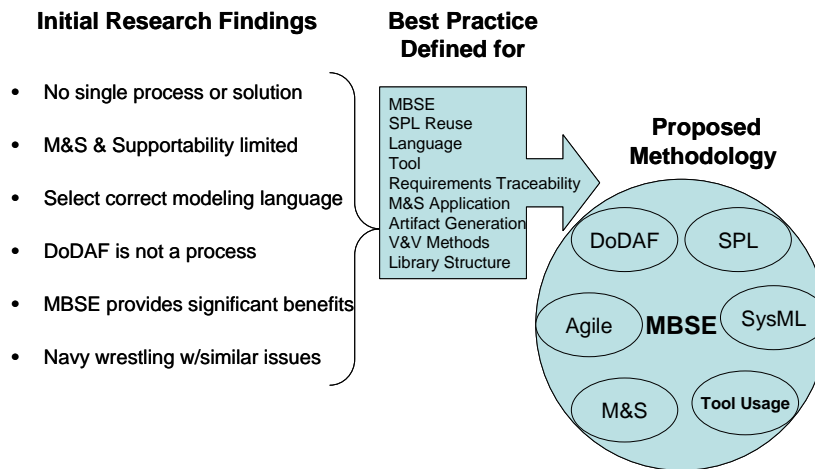 Initial Research Findings
• No single process or solution
• M&S & Supportability limited
• Select correct modeling language
• DoDAF is not a process
• MBSE provides significant benefits
• Navy wrestling w/similar issues
Best Practice
Defined for
MBSE
SPL Reuse
Language
Tool
Requirements Traceability
M&S Application
Artifact Generation
V&V Methods
Library Structure
Proposed
Methodology
DoDAF
SPL
Agile
MBSE
SysML
M&S
Tool Usage